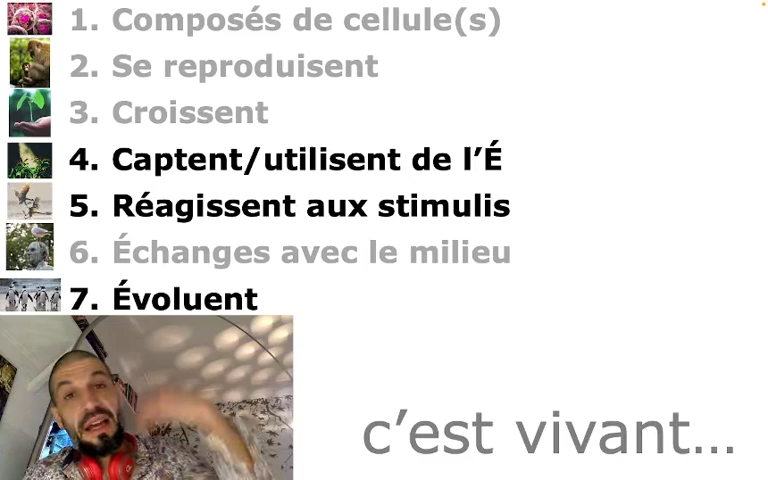 1. Composés de cellule(s)
2. Se reproduisent
3. Croissent
4. Captent/utilisent de l’É
5. Réagissent aux stimulis
6. Échanges avec le milieu
7. Évoluent
c’est vivant...